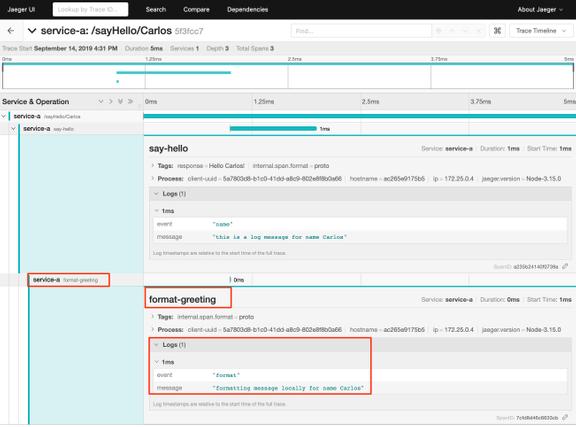 Jaeger UI
Lookup by Trace ID...
Search
Compare
Dependencies
About Jaeger
service-a: /sayHello/Carlos 5f3fcc7
Find...
Trace Timeline
Trace Start September 14, 2019 4:31 PM Duration 5ms Services 1 Depth 3 Total Spans 3
0ms 1.25ms 2.5ms 3.75ms 5ms
Service & Operation 0ms 1.25ms 2.5ms 3.75ms 5ms
service-a /sayHello/Carlos
service-a say-hello 1ms
say-hello Service: service-a Duration: 1ms Start Time: 1ms
Tags: response = Hello Carlos! internal.span.format = proto
Process: client-uuid = 5a7803d8-b1c0-41dd-a8c9-802e8f8b0a66 hostname = ac265e9175b5 ip = 172.25.0.4 jaeger.version = Node-3.15.0
Logs (1)
1ms
event "name"
message "this is a log message for name Carlos"
Log timestamps are relative to the start time of the full trace.
SpanID:
service-a format-greeting 0ms
format-greeting Service: service-a Duration: 0ms Start Time: 1ms
Tags: internal.span.format = proto
Process: client-uuid = 5a7803d8-b1c0-41dd-a8c9-802e8f8b0a66 hostname = ac265e9175b5 ip = 172.25.0.4 jaeger.version = Node-3.15.0
Logs (1)
1ms
event "format"
message "formatting message locally for name Carlos"
Log timestamps are relative to the start time of the full trace.
SpanID: